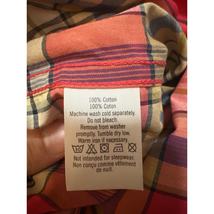 100% Cotton
100% Coton
Machine wash cold separately.
Do not bleach.
Remove from washer
promptly. Tumble dry low.
Warm iron if necessary.
Not intended for sleepwear.
Non conçu comme vêtement
de nuit.